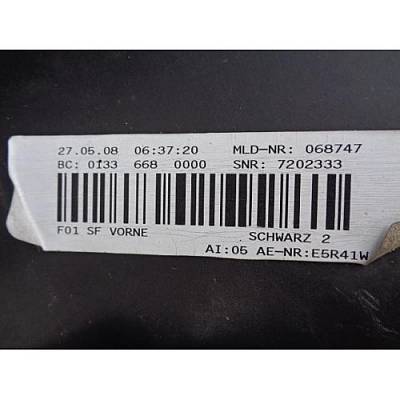 27.05.08 06:37:20 MLD-NR: 068747
BC: 0133 668 0000 SNR: 7202333
F01 SF VORNE SCHWARZ 2
AI:05 AE-NR:E5R41W